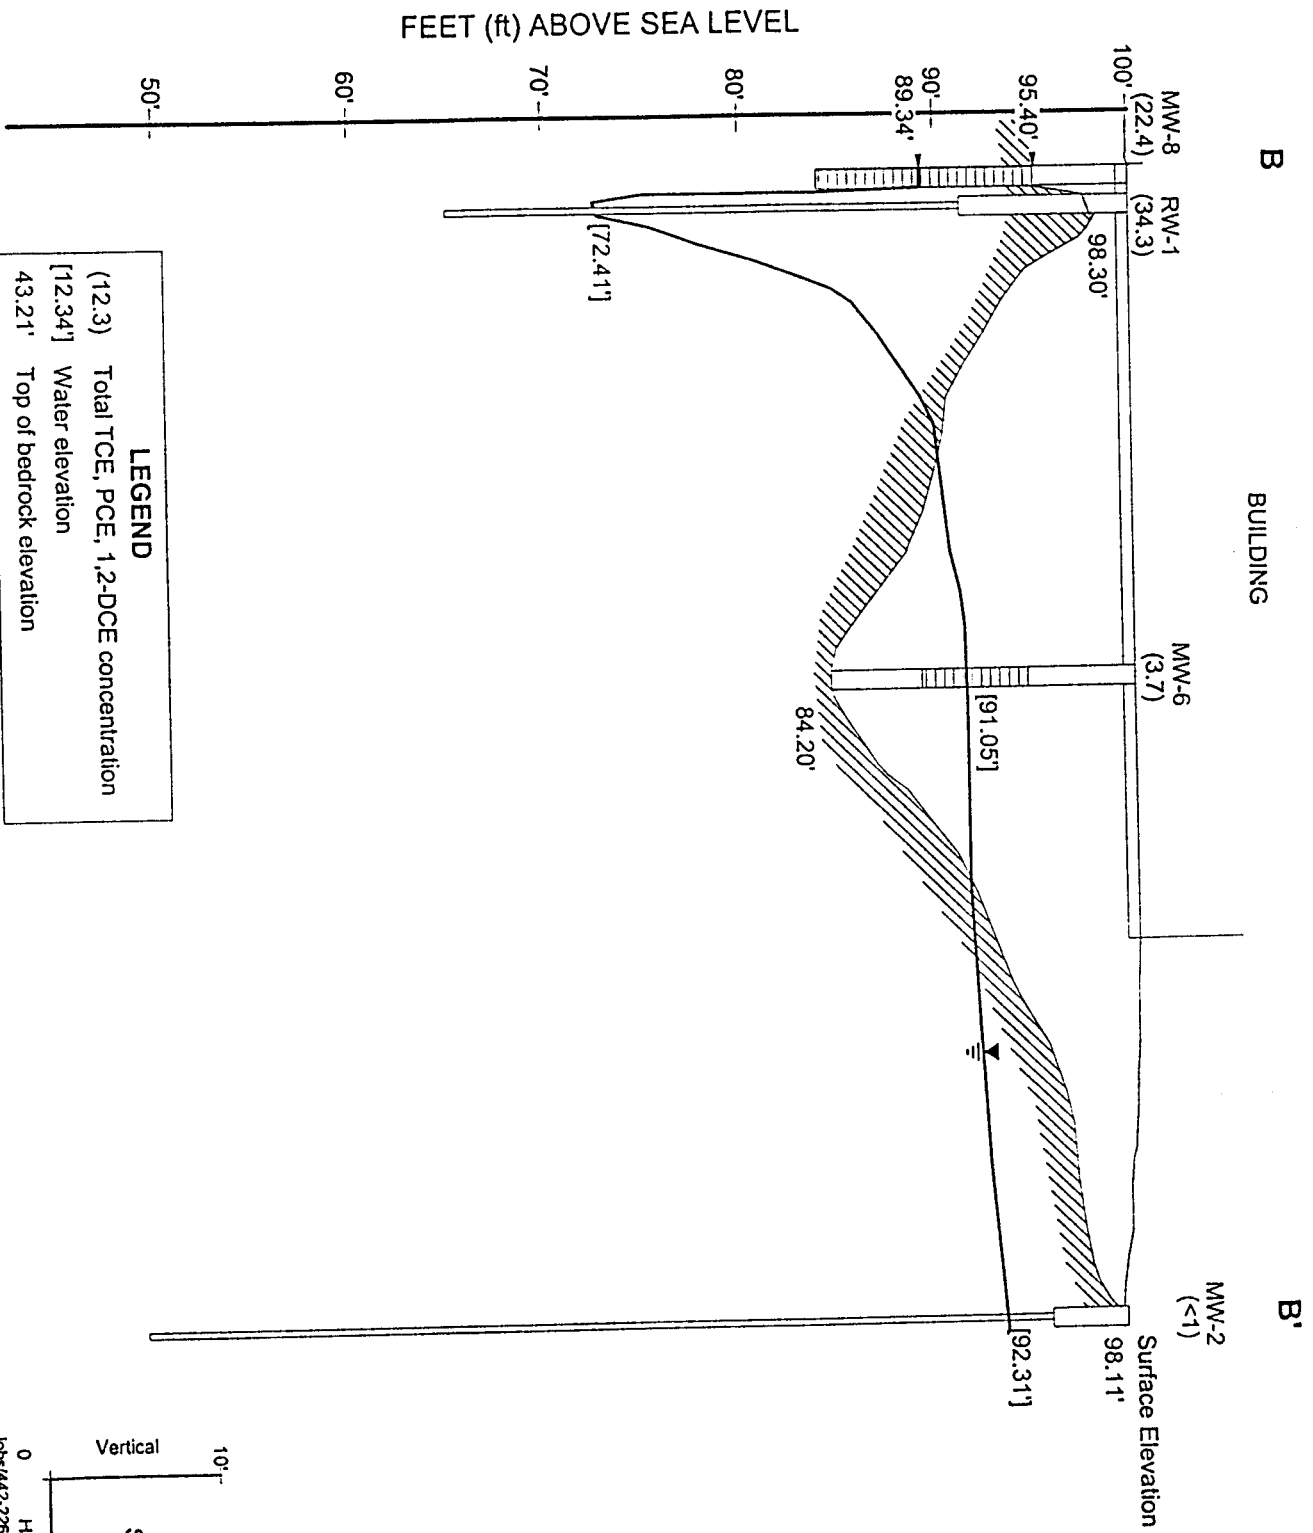 B
BUILDING
B'
MW-8
(22.4)
RW-1
(34.3)
MW-6
(3.7)
MW-2
(<1)
Surface Elevation
FEET (ft) ABOVE SEA LEVEL
100'
95.40'
90'
89.34'
80'
70'
60'
50'
98.30'
[72.41']
[91.05']
84.20'
98.11'
[92.31']
LEGEND
(12.3) Total TCE, PCE, 1,2-DCE concentration
[12.34'] Water elevation
43.21' Top of bedrock elevation
10'
Vertical
0